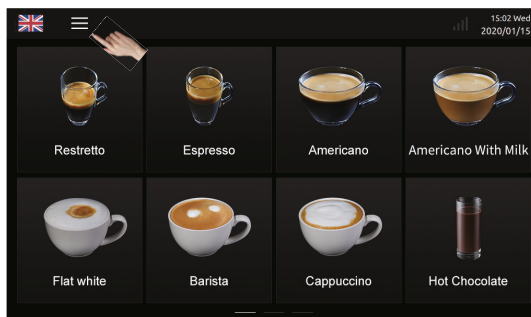 15:02 Wed
2020/01/15
Restretto
Espresso
Americano
Americano With Milk
Flat white
Barista
Cappuccino
Hot Chocolate